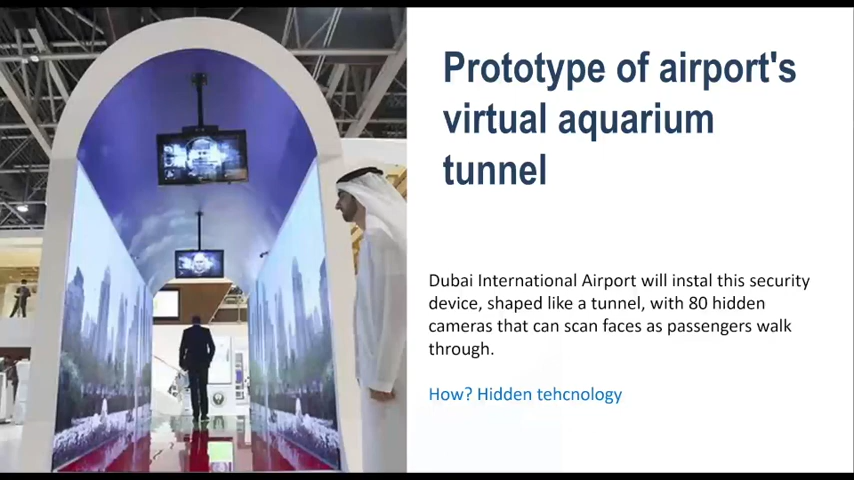 Prototype of airport's
virtual aquarium
tunnel
Dubai International Airport will instal this security
device, shaped like a tunnel, with 80 hidden
cameras that can scan faces as passengers walk
through.
How? Hidden tehcnology